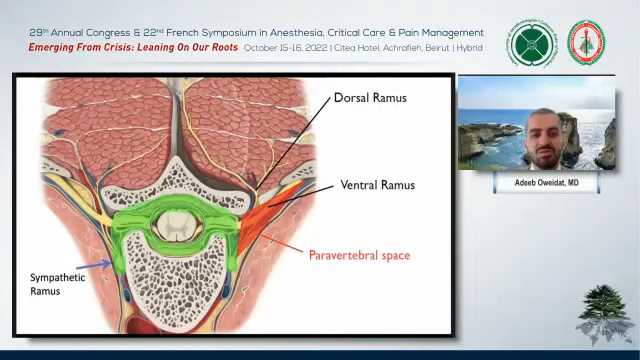 29th Annual Congress & 22nd French Symposium in Anesthesia, Critical Care & Pain Management
Emerging From Crisis: Leaning On Our Roots October 15-16, 2022 | Citea Hotel, Achrafieh, Beirut | Hybrid
Dorsal Ramus
Ventral Ramus
Paravertebral space
Sympathetic
Ramus
Adeeb Oweidat, MD